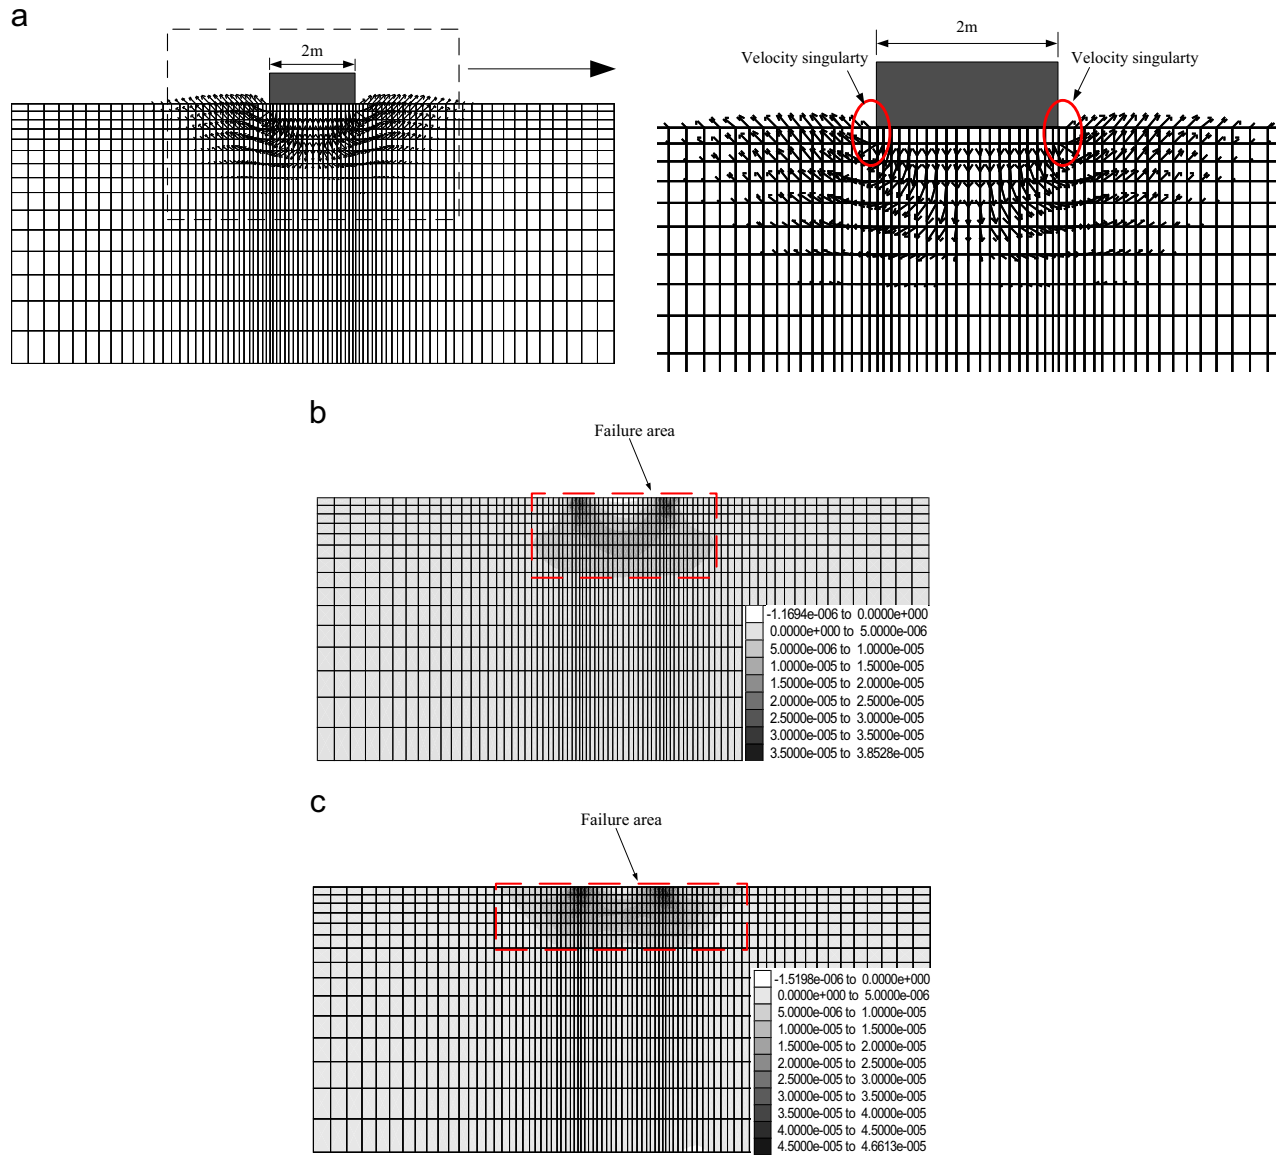 a
2m
2m
Velocity singularty
Velocity singularty
b
Failure area
-1.1694e-006 to 0.0000e+000
0.0000e+000 to 5.0000e-006
5.0000e-006 to 1.0000e-005
1.0000e-005 to 1.5000e-005
1.5000e-005 to 2.0000e-005
2.0000e-005 to 2.5000e-005
2.5000e-005 to 3.0000e-005
3.0000e-005 to 3.5000e-005
3.5000e-005 to 3.8528e-005
c
Failure area
-1.5198e-006 to 0.0000e+000
0.0000e+000 to 5.0000e-006
5.0000e-006 to 1.0000e-005
1.0000e-005 to 1.5000e-005
1.5000e-005 to 2.0000e-005
2.0000e-005 to 2.5000e-005
2.5000e-005 to 3.0000e-005
3.0000e-005 to 3.5000e-005
3.5000e-005 to 4.0000e-005
4.0000e-005 to 4.5000e-005
4.5000e-005 to 4.6613e-005